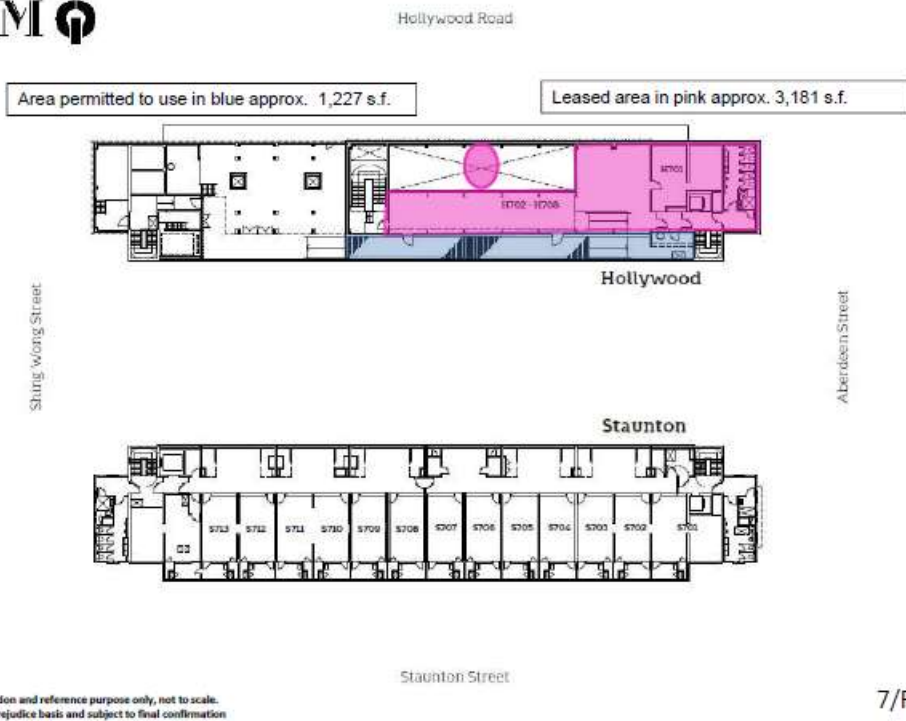 M Q
Hollywood Road
Area permitted to use in blue approx. 1,227 s.f.
Leased area in pink approx. 3,181 s.f.
H701
H702 - H708
Hollywood
Shing Wong Street
Aberdeen Street
Staunton
S713 S712 S711 S710 S709 S708 S707 S706 S705 S704 S703 S702 S701
Staunton Street
ion and reference purpose only, not to scale.
rejudice basis and subject to final confirmation
7/F